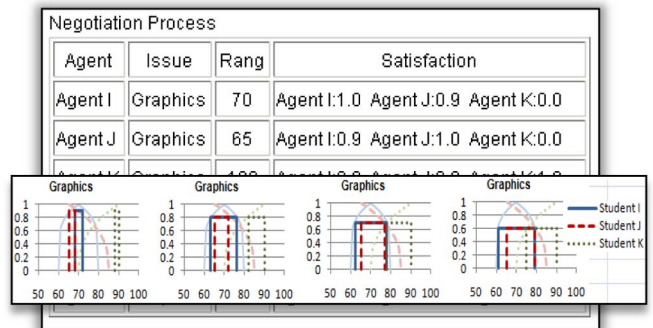 Negotiation Process
Agent Issue Rang Satisfaction
Agent I Graphics 70 Agent I:1.0 Agent J:0.9 Agent K:0.0
Agent J Graphics 65 Agent I:0.9 Agent J:1.0 Agent K:0.0
Graphics Graphics Graphics Graphics
1 1 1 1
0.8 0.8 0.8 0.8
0.6 0.6 0.6 0.6
0.4 0.4 0.4 0.4
0.2 0.2 0.2 0.2
0 0 0 0
50 60 70 80 90 100 50 60 70 80 90 100 50 60 70 80 90 100 50 60 70 80 90 100
Student I
Student J
Student K